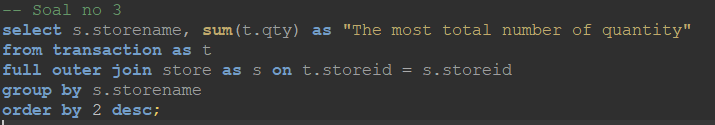 -- Soal no 3
select s.storename, sum(t.qty) as "The most total number of quantity"
from transaction as t
full outer join store as s on t.storeid = s.storeid
group by s.storename
order by 2 desc;